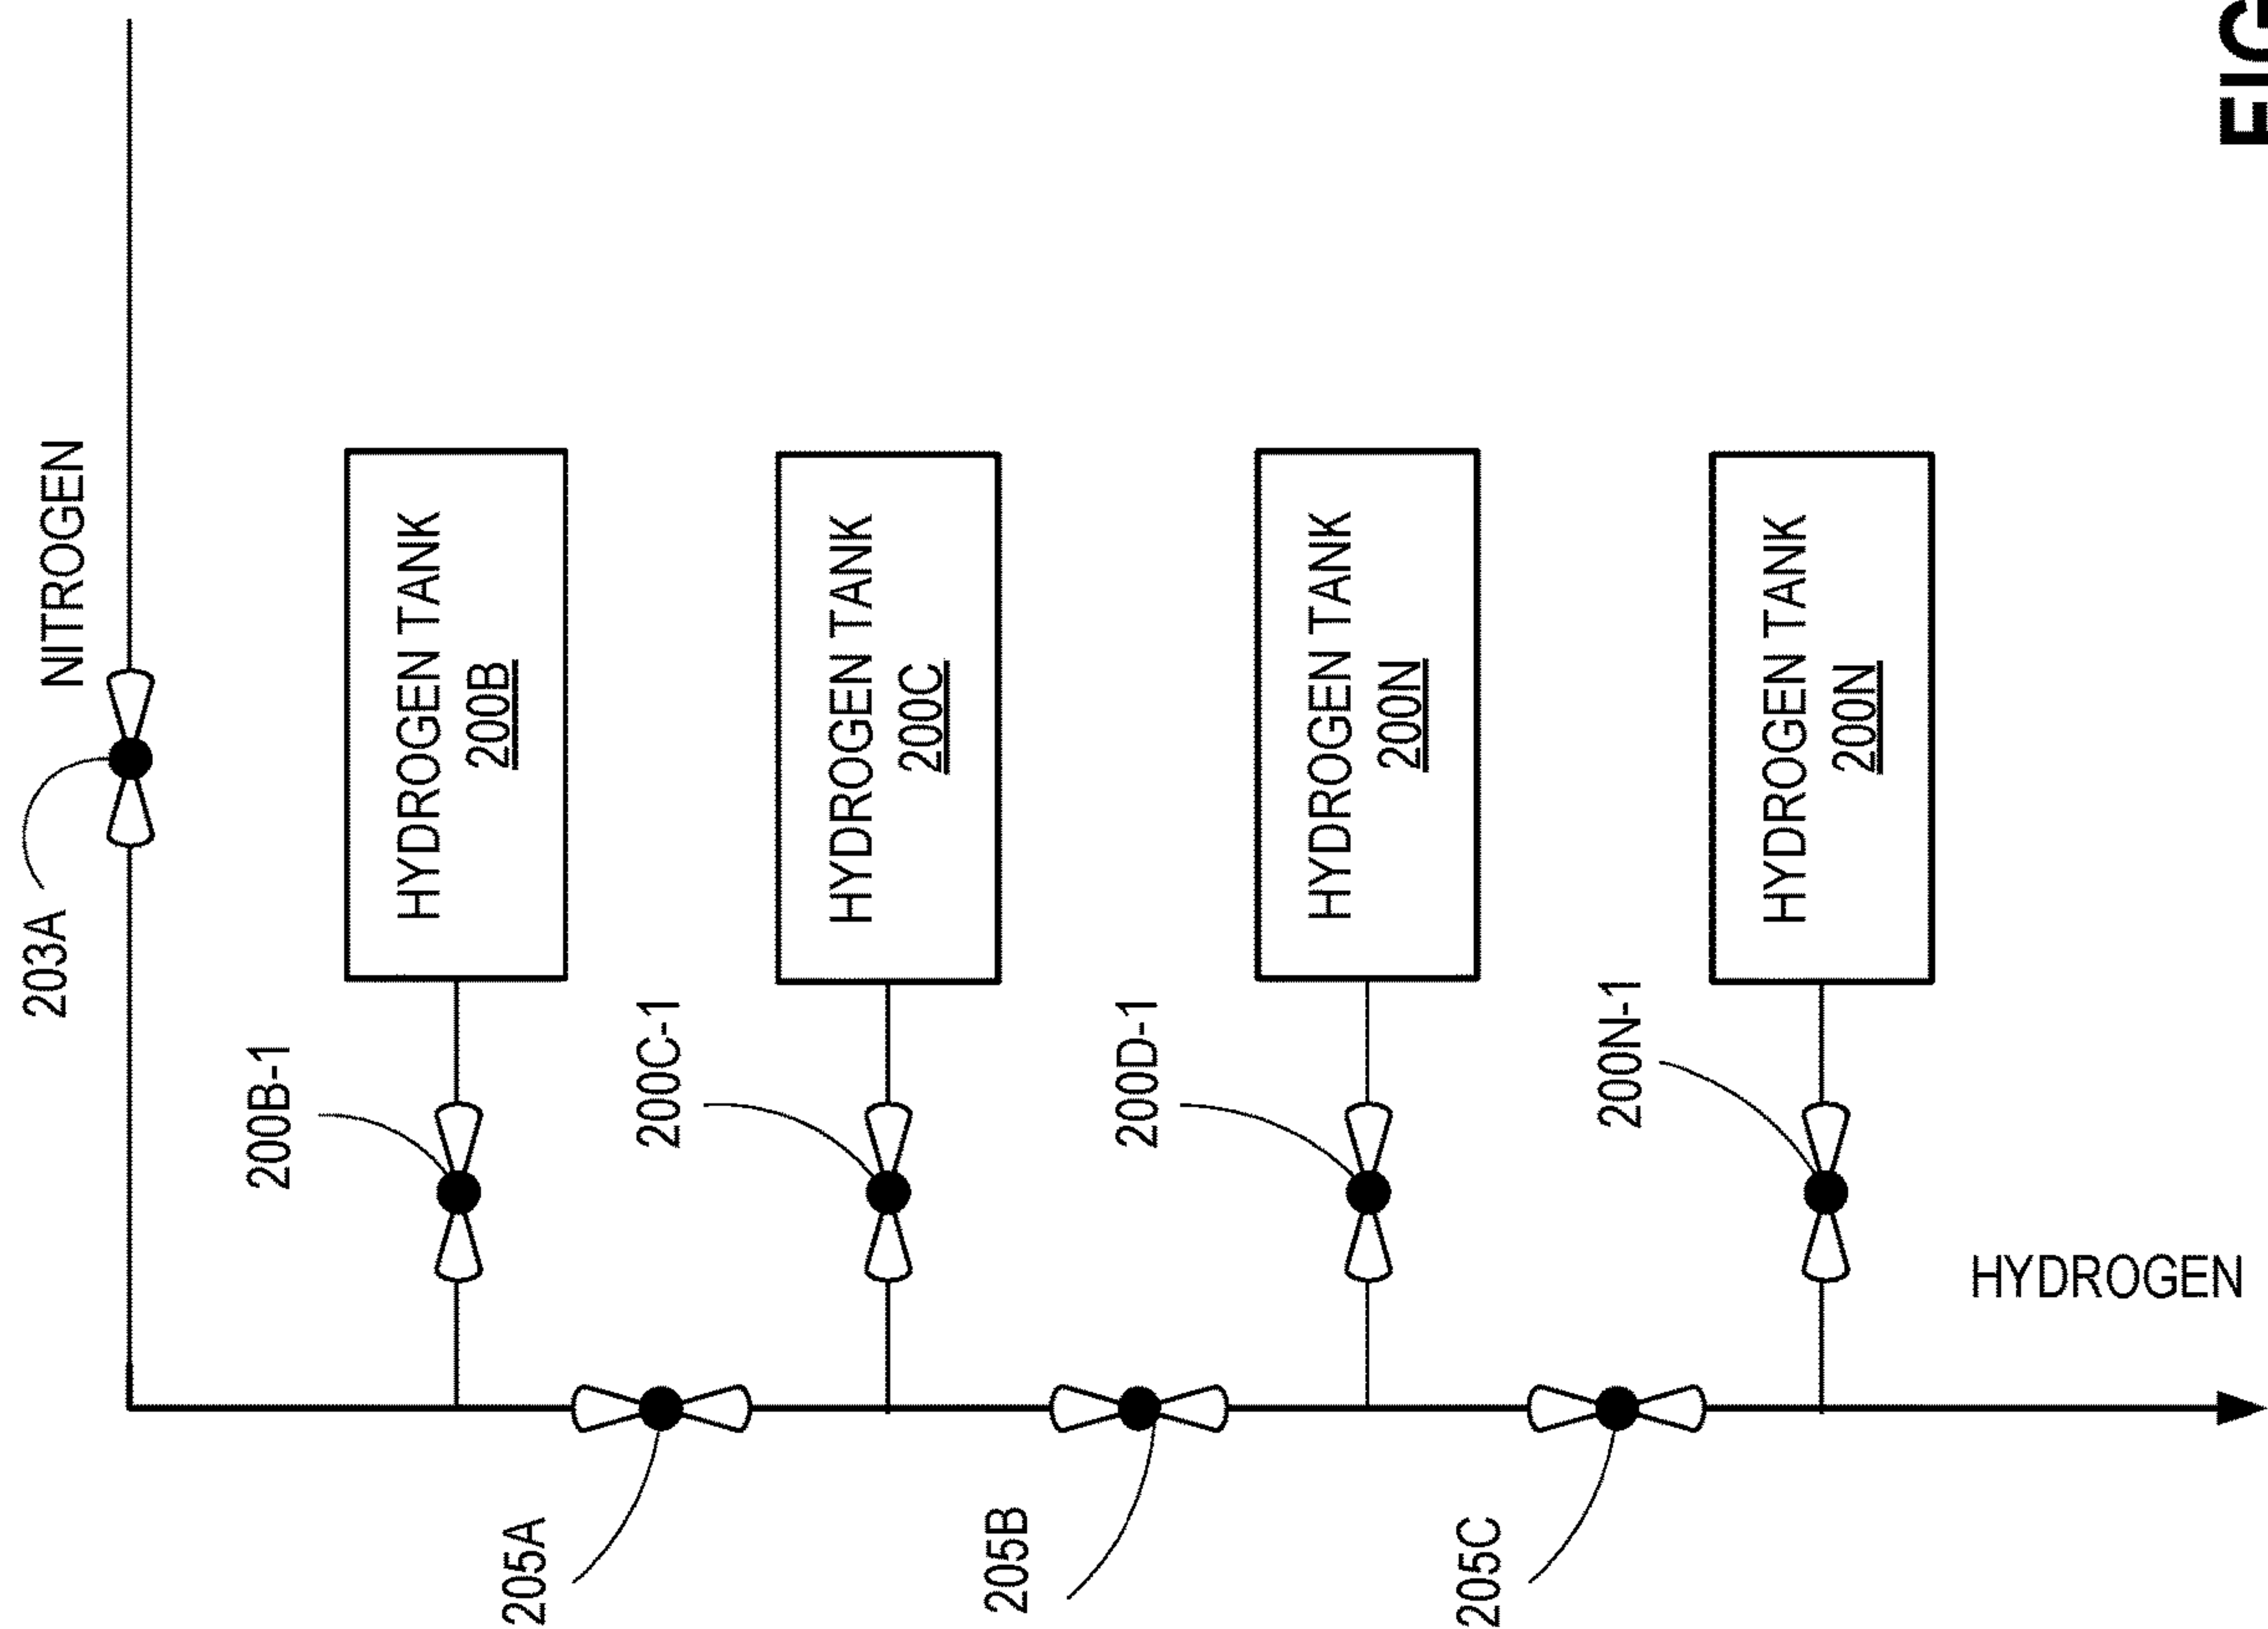 NITROGEN
203A
HYDROGEN TANK
200B
200B-1
205A
HYDROGEN TANK
200C
200C-1
205B
HYDROGEN TANK
200N
200D-1
205C
HYDROGEN TANK
200N
200N-1
HYDROGEN